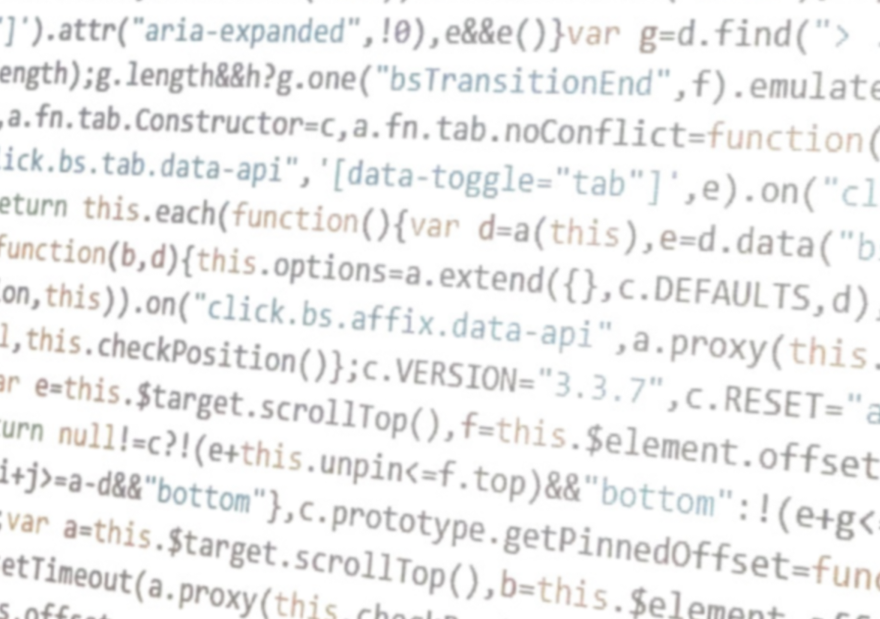 ']').attr("aria-expanded",!0),e&&e()}var g=d.find(">
ength);g.length&&h?g.one("bsTransitionEnd",f).emulate
,a.fn.tab.Constructor=c,a.fn.tab.noConflict=function(
ick.bs.tab.data-api",'[data-toggle="tab"]',e).on("cl
eturn this.each(function(){var d=a(this),e=d.data("b
function(b,d){this.options=a.extend({},c.DEFAULTS,d),
on,this)).on("click.bs.affix.data-api",a.proxy(this.
l,this.checkPosition()};c.VERSION="3.3.7",c.RESET="a
ar e=this.$target.scrollTop(),f=this.$element.offset
urn null!=c?!(e+this.unpin<=f.top)&&"bottom":!(e+g<
i+j>=a-d&&"bottom"},c.prototype.getPinnedOffset=func
;var a=this.$target.scrollTop(),b=this.$element.off
etTimeout(a.proxy(this.check
s.offset